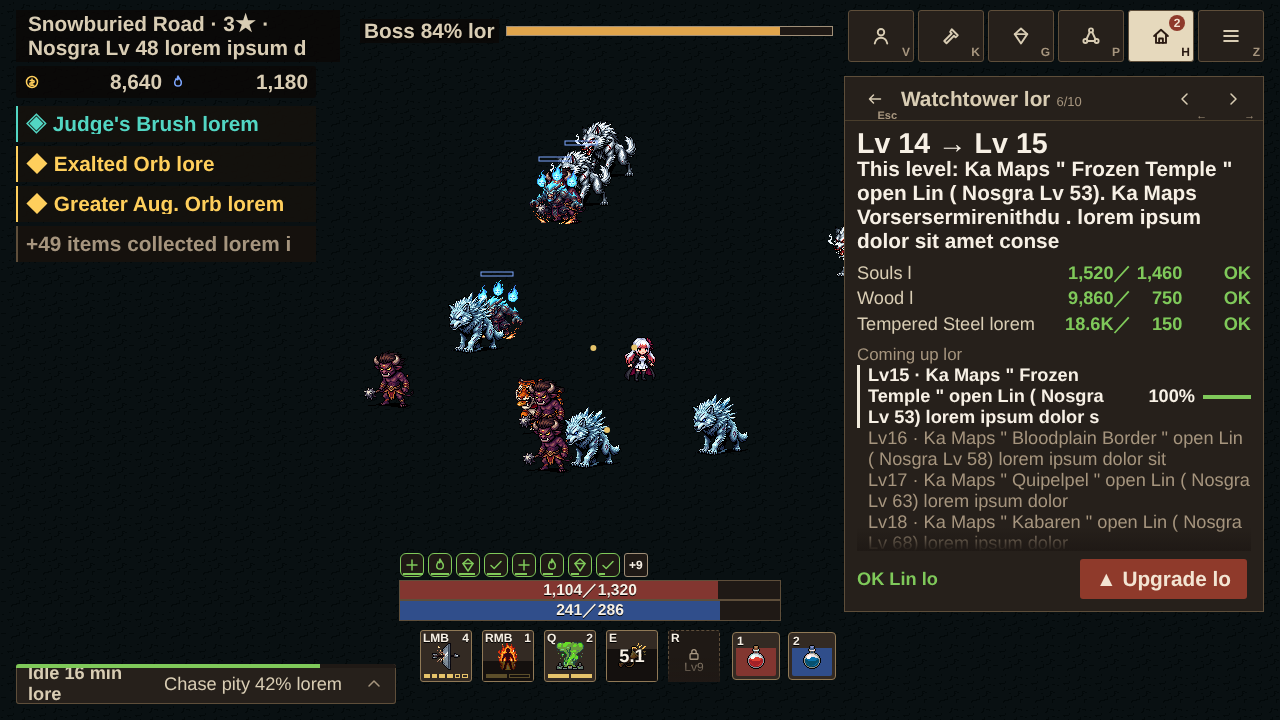 Snowburied Road · 3★ ·
Nosgra Lv 48 lorem ipsum d
8,640 1,180
Judge's Brush lorem
Exalted Orb lore
Greater Aug. Orb lorem
+49 items collected lorem i
Boss 84% lor
V K G P 2 H Z
← Watchtower lor 6/10
Esc ← →
Lv 14 → Lv 15
This level: Ka Maps " Frozen Temple "
open Lin ( Nosgra Lv 53). Ka Maps
Vorsersermirenithdu . lorem ipsum
dolor sit amet conse
Souls l 1,520／ 1,460 OK
Wood l 9,860／ 750 OK
Tempered Steel lorem 18.6K／ 150 OK
Coming up lor
Lv15 · Ka Maps " Frozen
Temple " open Lin ( Nosgra
Lv 53) lorem ipsum dolor s
100%
Lv16 · Ka Maps " Bloodplain Border " open Lin
( Nosgra Lv 58) lorem ipsum dolor sit
Lv17 · Ka Maps " Quipelpel " open Lin ( Nosgra
Lv 63) lorem ipsum dolor
Lv18 · Ka Maps " Kabaren " open Lin ( Nosgra
Lv 68) lorem ipsum dolor
OK Lin lo
▲ Upgrade lo
+9
1,104／1,320
241／286
LMB 4 RMB 1 Q 2 E 5.1 R Lv9 1 2
Idle 16 min
lore
Chase pity 42% lorem